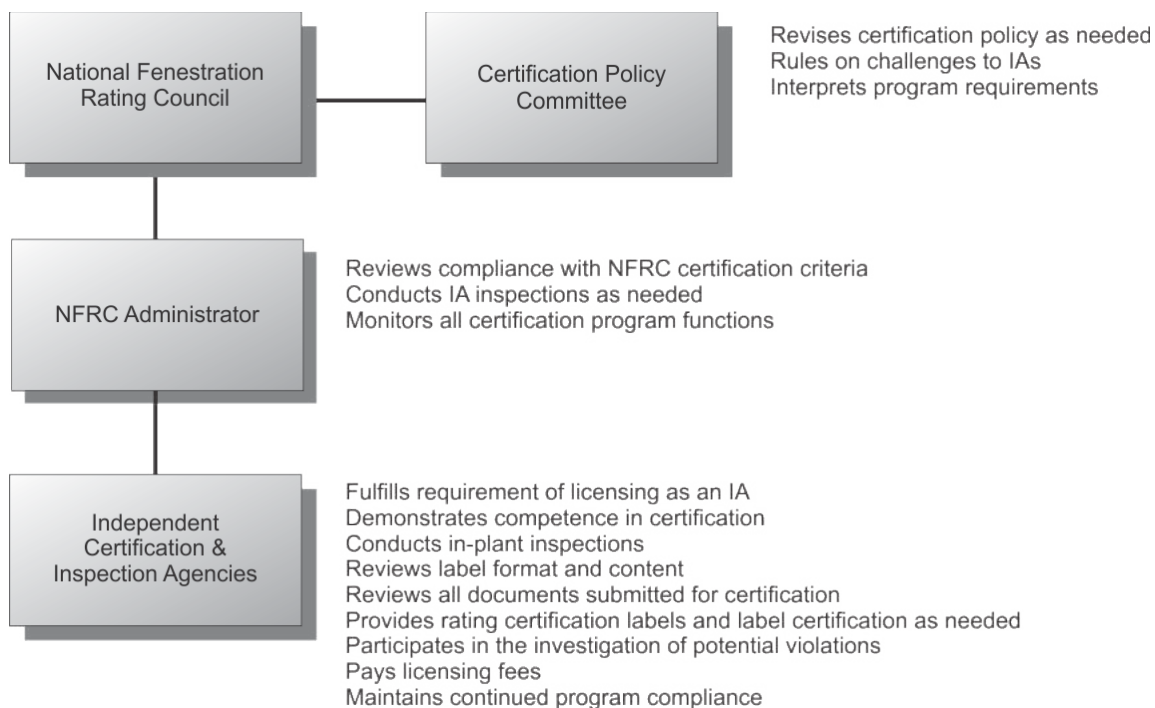 National Fenestration
Rating Council
Certification Policy
Committee
Revises certification policy as needed
Rules on challenges to IAs
Interprets program requirements
NFRC Administrator
Reviews compliance with NFRC certification criteria
Conducts IA inspections as needed
Monitors all certification program functions
Independent
Certification &
Inspection Agencies
Fulfills requirement of licensing as an IA
Demonstrates competence in certification
Conducts in-plant inspections
Reviews label format and content
Reviews all documents submitted for certification
Provides rating certification labels and label certification as needed
Participates in the investigation of potential violations
Pays licensing fees
Maintains continued program compliance